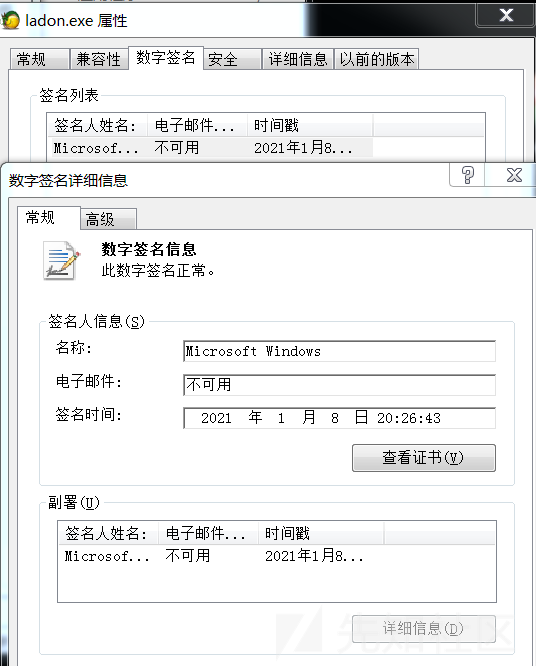 ladon.exe 属性
常规 兼容性 数字签名 安全 详细信息 以前的版本
签名列表
签名人姓名: 电子邮件... 时间戳
Microsof... 不可用 2021年1月8...
数字签名详细信息
常规 高级
数字签名信息
此数字签名正常。
签名人信息(S)
名称: Microsoft Windows
电子邮件: 不可用
签名时间: 2021 年 1 月 8 日 20:26:43
查看证书(V)
副署(U)
签名人姓名: 电子邮件... 时间戳
Microsof... 不可用 2021年1月8...
详细信息(D)
先知社区